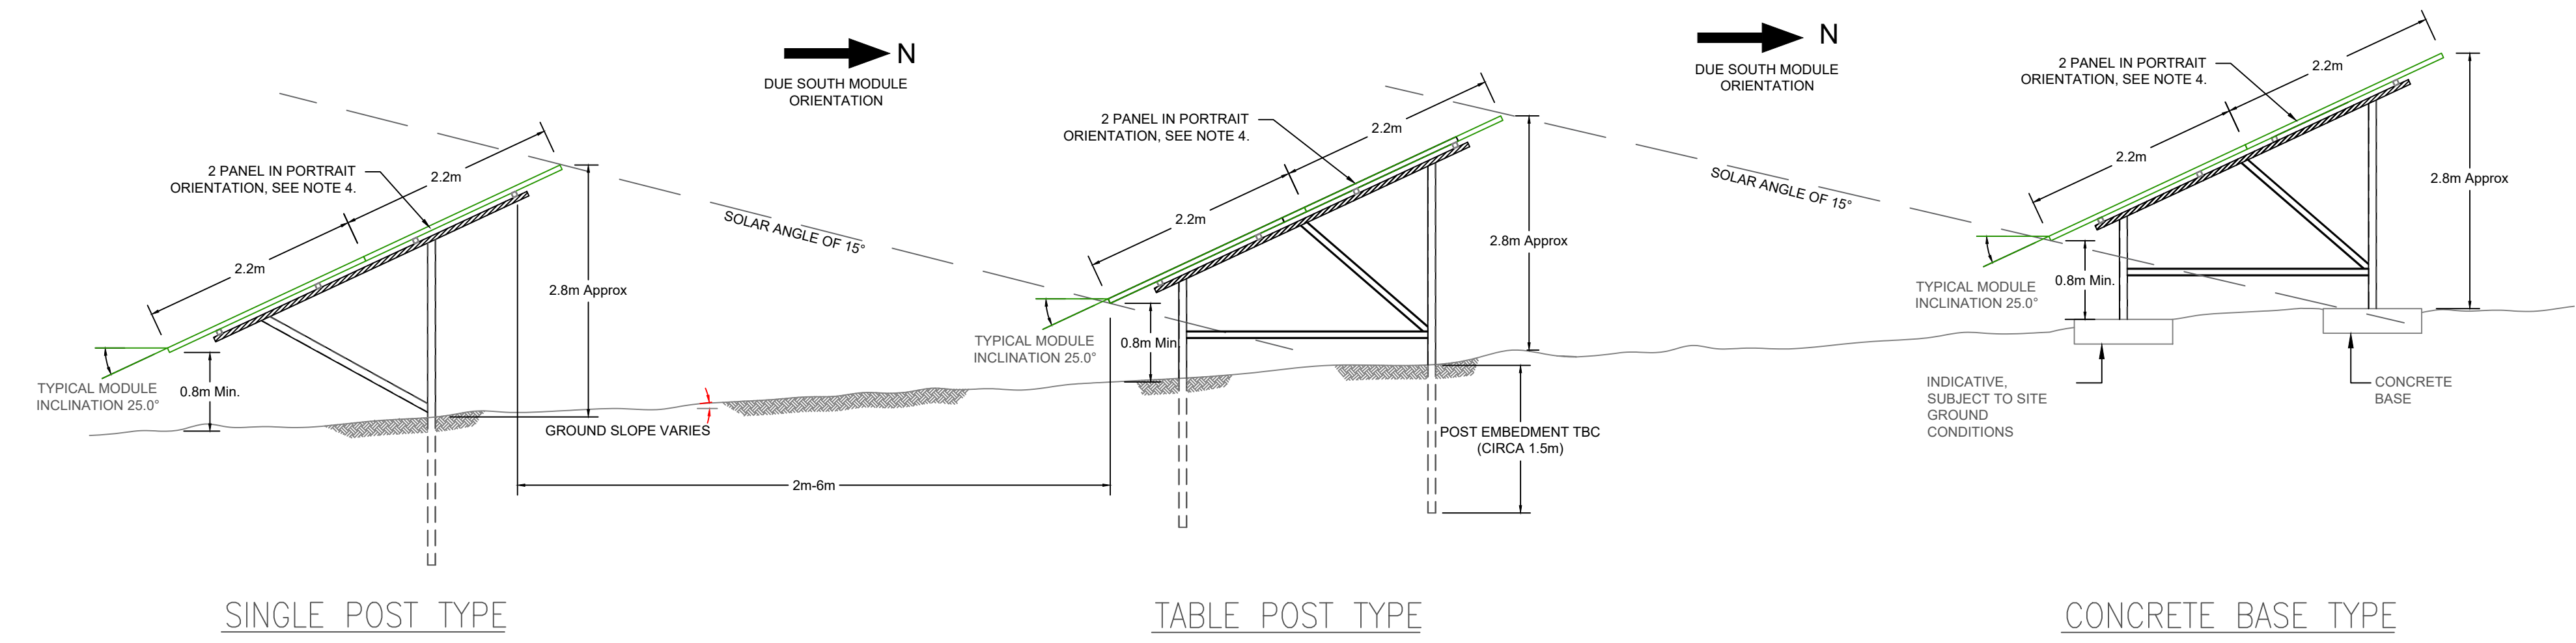 N
DUE SOUTH MODULE
ORIENTATION
2 PANEL IN PORTRAIT
ORIENTATION, SEE NOTE 4.
2.2m
2.2m
SOLAR ANGLE OF 15°
2.8m Approx
TYPICAL MODULE
INCLINATION 25.0°
0.8m Min.
GROUND SLOPE VARIES
2m-6m
SINGLE POST TYPE
2 PANEL IN PORTRAIT
ORIENTATION, SEE NOTE 4.
2.2m
2.2m
2.8m Approx
TYPICAL MODULE
INCLINATION 25.0°
0.8m Min.
POST EMBEDMENT TBC
(CIRCA 1.5m)
TABLE POST TYPE
N
DUE SOUTH MODULE
ORIENTATION
SOLAR ANGLE OF 15°
2 PANEL IN PORTRAIT
ORIENTATION, SEE NOTE 4.
2.2m
2.2m
2.8m Approx
TYPICAL MODULE
INCLINATION 25.0°
0.8m Min.
INDICATIVE,
SUBJECT TO SITE
GROUND
CONDITIONS
CONCRETE
BASE
CONCRETE BASE TYPE